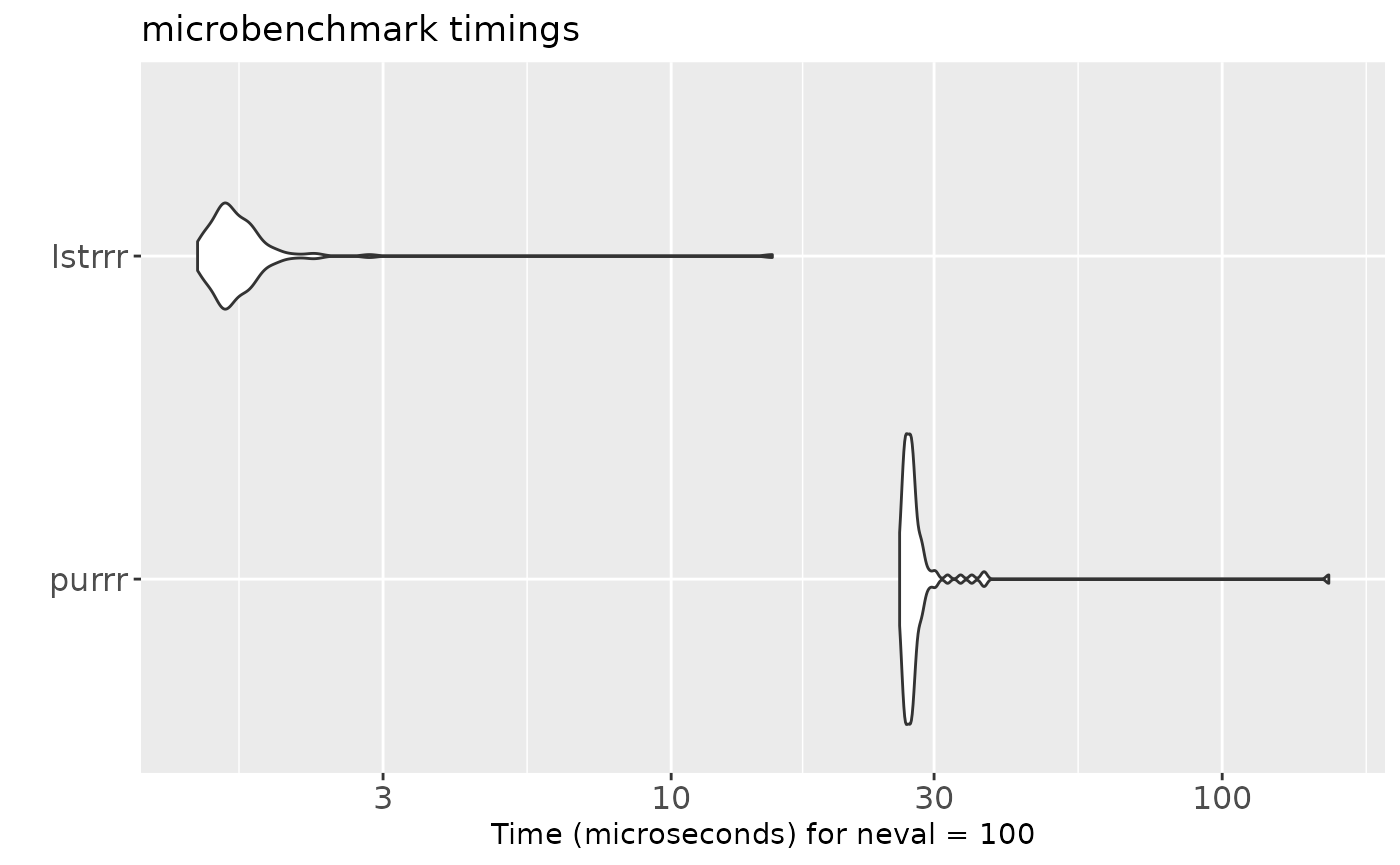 microbenchmark timings
lstrrr
purrr
3 10 30 100
Time (microseconds) for neval = 100